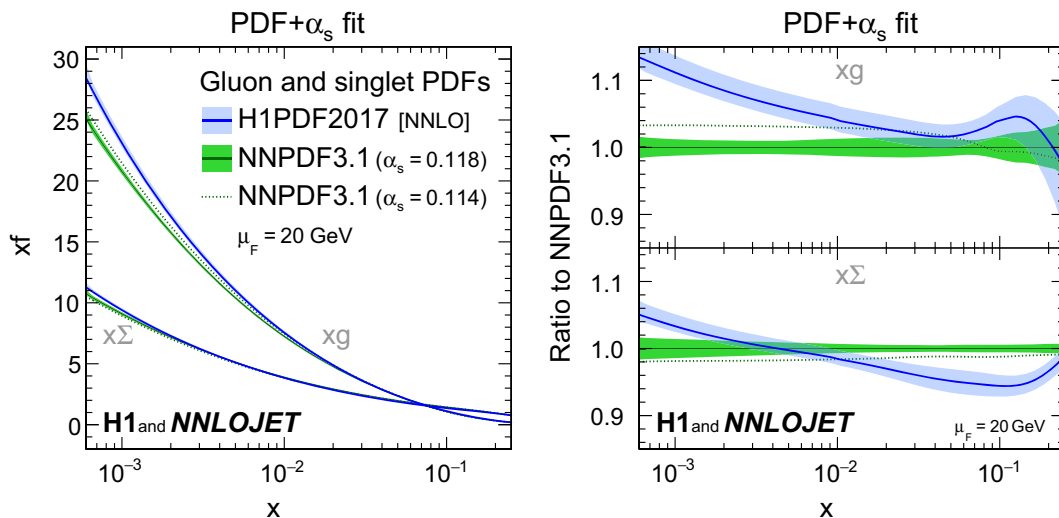 PDF+αs fit
30
25
20
15
10
5
0
xf
Gluon and singlet PDFs
H1PDF2017 [NNLO]
NNPDF3.1 (αs = 0.118)
NNPDF3.1 (αs = 0.114)
μF = 20 GeV
xΣ
xg
H1 and NNLOJET
10−3
10−2
10−1
x
PDF+αs fit
Ratio to NNPDF3.1
1.1
1.0
0.9
xg
1.0
0.9
xΣ
H1 and NNLOJET
μF = 20 GeV
10−3
10−2
10−1
x